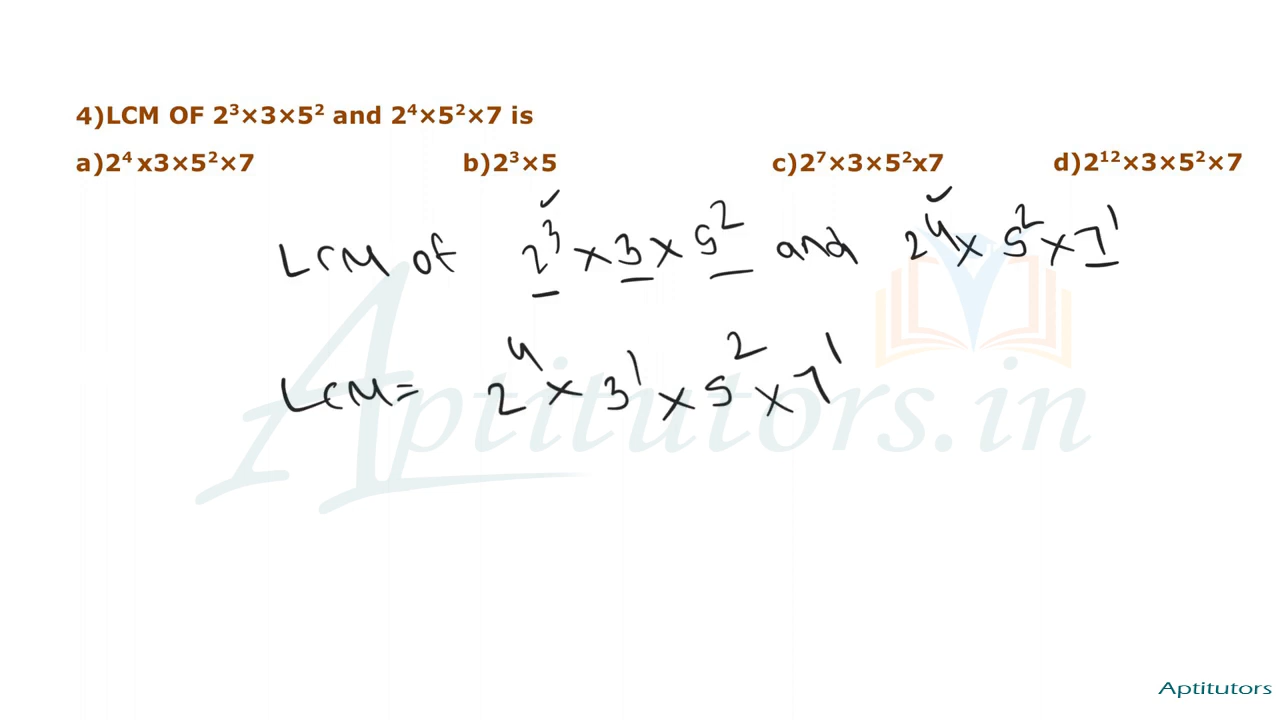 4)LCM OF 2³×3×5² and 2⁴×5²×7 is
a)2⁴ x3×5²×7 b)2³×5 c)2⁷×3×5²x7 d)2¹²×3×5²×7
LCM of 2³ × 3 × 5² and 2⁴ × 5² × 7¹
LCM = 2⁴ × 3¹ × 5² × 7¹
Aptitutors.in
Aptitutors